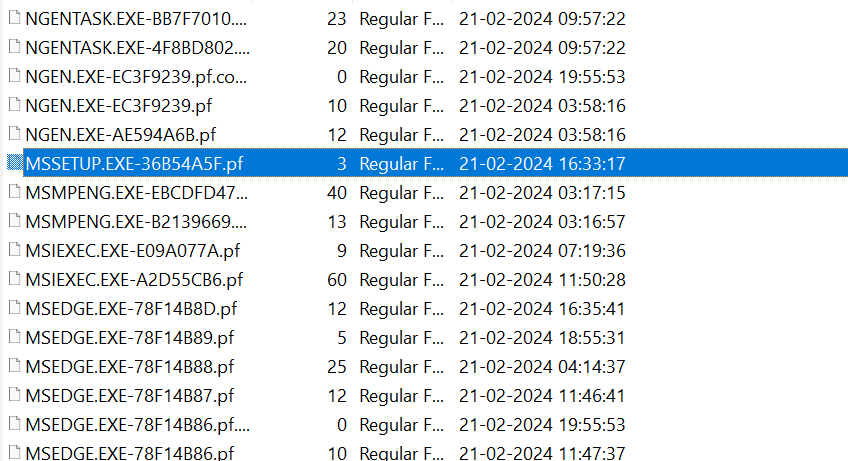 NGENTASK.EXE-BB7F7010.... 23 Regular F... 21-02-2024 09:57:22
NGENTASK.EXE-4F8BD802.... 20 Regular F... 21-02-2024 09:57:22
NGEN.EXE-EC3F9239.pf.co... 0 Regular F... 21-02-2024 19:55:53
NGEN.EXE-EC3F9239.pf 10 Regular F... 21-02-2024 03:58:16
NGEN.EXE-AE594A6B.pf 12 Regular F... 21-02-2024 03:58:16
MSSETUP.EXE-36B54A5F.pf 3 Regular F... 21-02-2024 16:33:17
MSMPENG.EXE-EBCDFD47... 40 Regular F... 21-02-2024 03:17:15
MSMPENG.EXE-B2139669.... 13 Regular F... 21-02-2024 03:16:57
MSIEXEC.EXE-E09A077A.pf 9 Regular F... 21-02-2024 07:19:36
MSIEXEC.EXE-A2D55CB6.pf 60 Regular F... 21-02-2024 11:50:28
MSEDGE.EXE-78F14B8D.pf 12 Regular F... 21-02-2024 16:35:41
MSEDGE.EXE-78F14B89.pf 5 Regular F... 21-02-2024 18:55:31
MSEDGE.EXE-78F14B88.pf 25 Regular F... 21-02-2024 04:14:37
MSEDGE.EXE-78F14B87.pf 12 Regular F... 21-02-2024 11:46:41
MSEDGE.EXE-78F14B86.pf.... 0 Regular F... 21-02-2024 19:55:53
MSEDGE.EXE-78F14B86.pf 10 Regular F... 21-02-2024 11:47:37